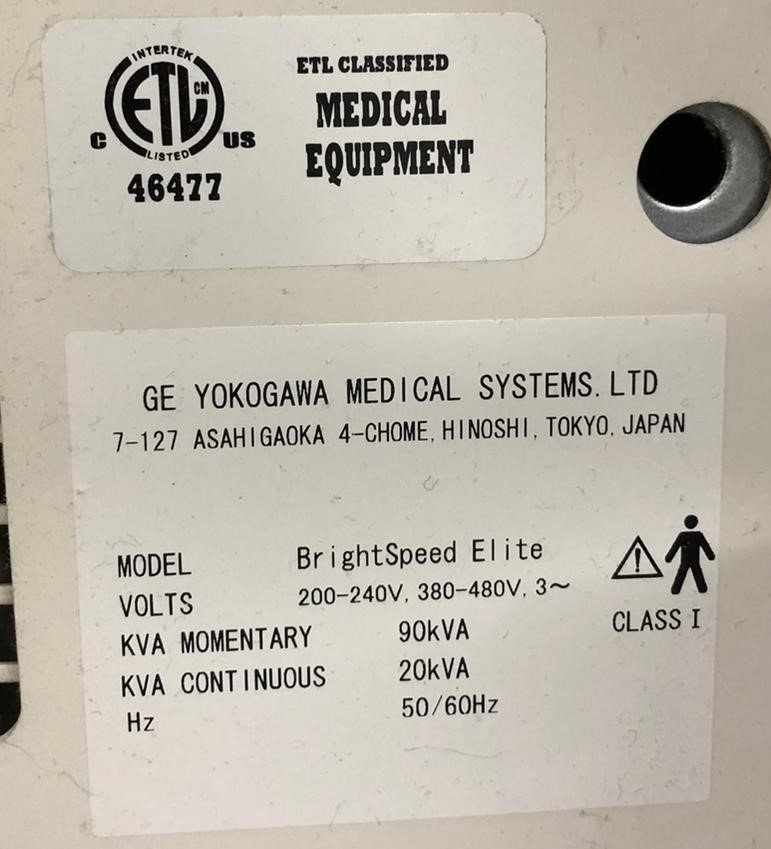 INTERTEK
ETL CM
LISTED
C US
46477
ETL CLASSIFIED
MEDICAL
EQUIPMENT
GE YOKOGAWA MEDICAL SYSTEMS. LTD
7-127 ASAHIGAOKA 4-CHOME, HINOSHI, TOKYO, JAPAN
MODEL BrightSpeed Elite
VOLTS 200-240V, 380-480V, 3~
KVA MOMENTARY 90kVA
KVA CONTINUOUS 20kVA
Hz 50/60Hz
CLASS I